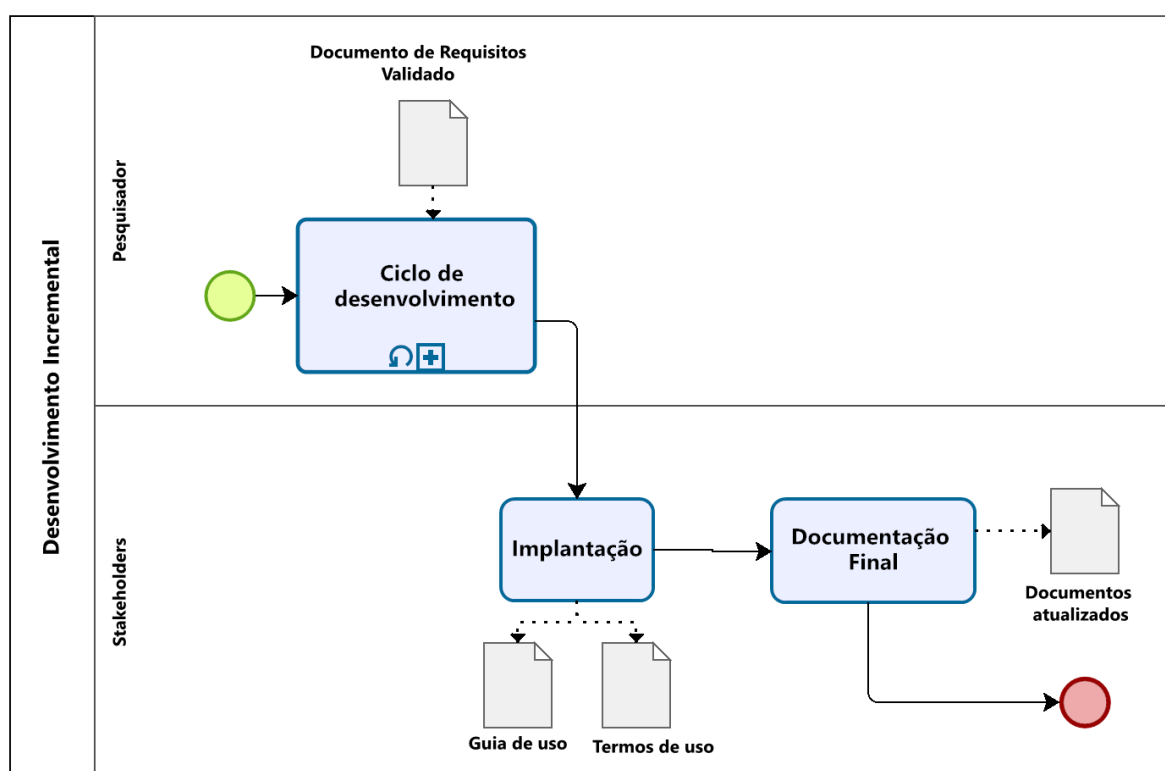 Desenvolvimento Incremental
Pesquisador
Documento de Requisitos
Validado
Ciclo de
desenvolvimento
Stakeholders
Implantação
Documentação
Final
Documentos
atualizados
Guia de uso
Termos de uso